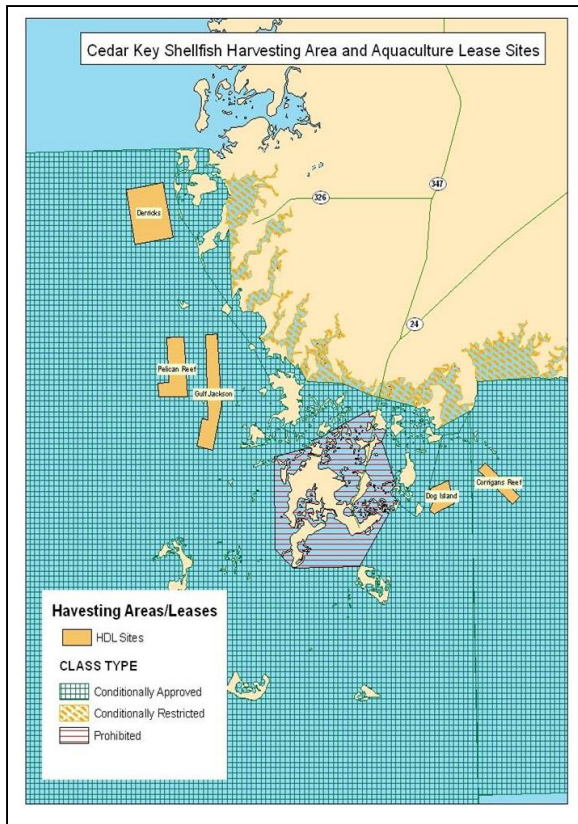 Cedar Key Shellfish Harvesting Area and Aquaculture Lease Sites
347
326
Derricks
24
Pelican Reef
Gulf Jackson
Corrigans Reef
Dog Island
Havesting Areas/Leases
HDL Sites
CLASS TYPE
Conditionally Approved
Conditionally Restricted
Prohibited